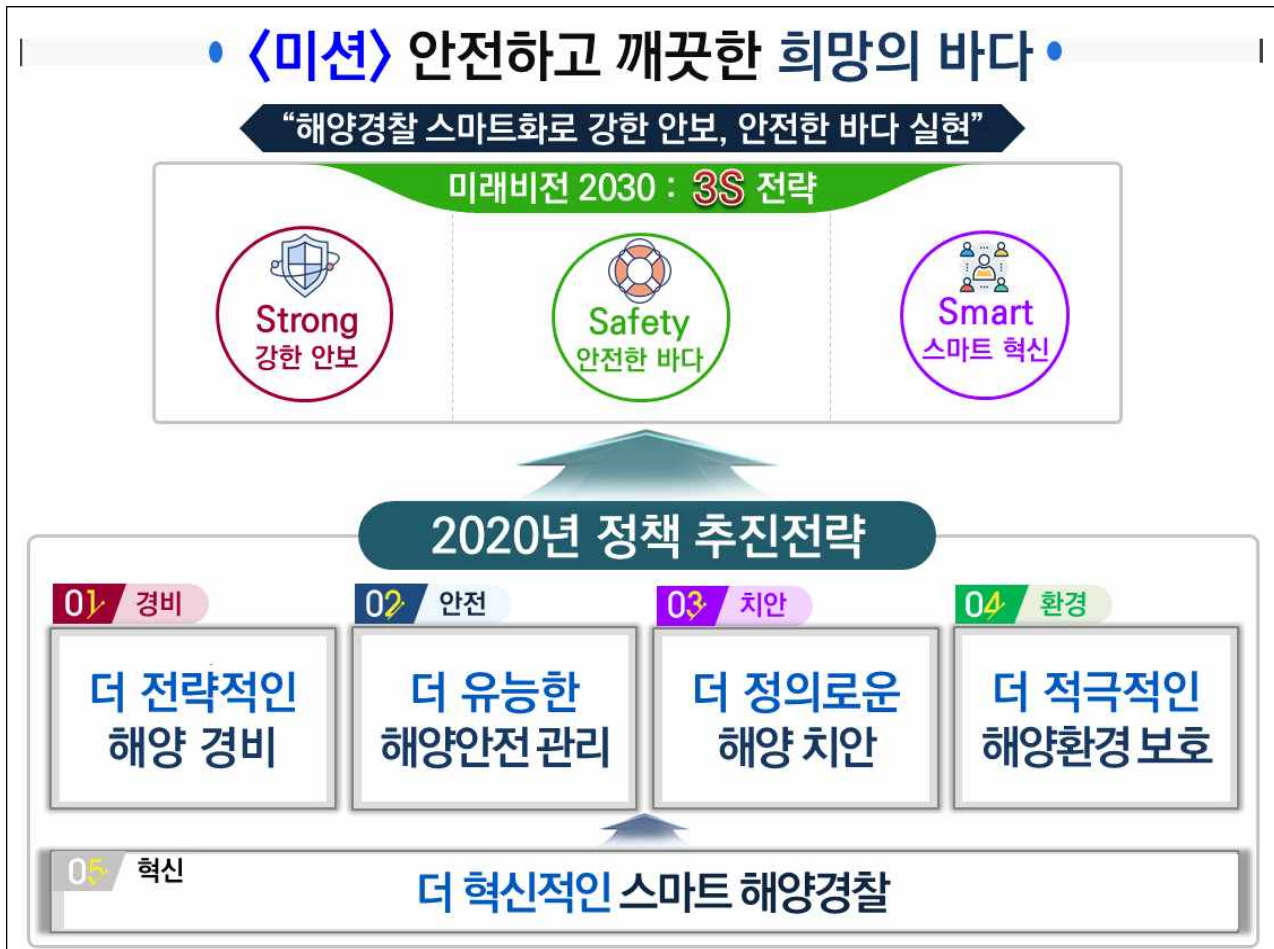 <미션> 안전하고 깨끗한 희망의 바다
“해양경찰 스마트화로 강한 안보, 안전한 바다 실현”
미래비전 2030 : 3S 전략
Strong
강한 안보
Safety
안전한 바다
Smart
스마트 혁신
2020년 정책 추진전략
01 경비
더 전략적인
해양 경비
02 안전
더 유능한
해양안전 관리
03 치안
더 정의로운
해양 치안
04 환경
더 적극적인
해양환경 보호
05 혁신
더 혁신적인 스마트 해양경찰